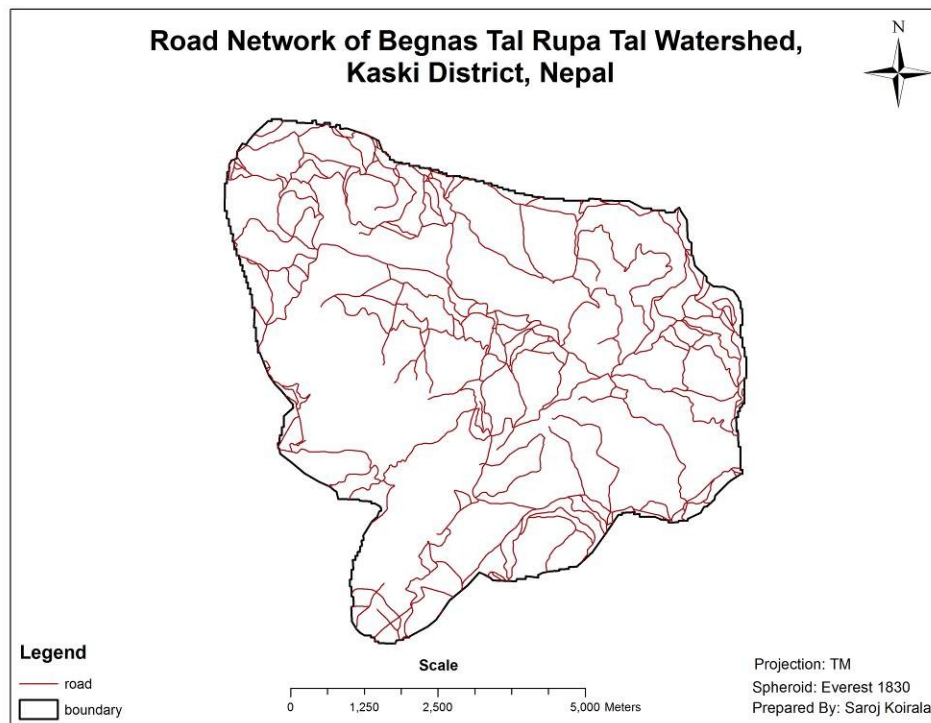 Road Network of Begnas Tal Rupa Tal Watershed,
Kaski District, Nepal
N
Legend
road
boundary
Scale
0 1,250 2,500 5,000 Meters
Projection: TM
Spheroid: Everest 1830
Prepared By: Saroj Koirala